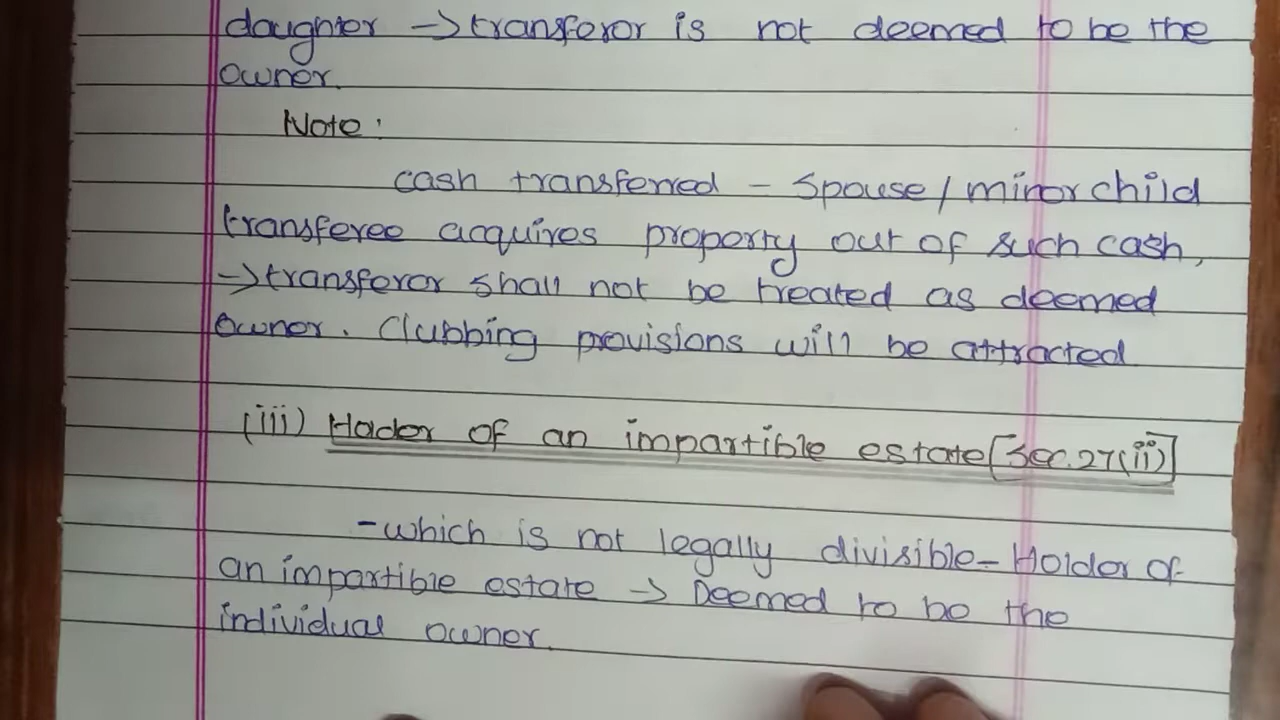 daughter → transferor is not deemed to be the
owner.
Note:
cash transferred - Spouse / minor child
transferee acquires property out of such cash,
→ transferor shall not be treated as deemed
owner. Clubbing provisions will be attracted
(iii) Hoder of an impartible estate [Sec.27(ii)]
- which is not legally divisible - Holder of
an impartible estate → Deemed to be the
individual owner.